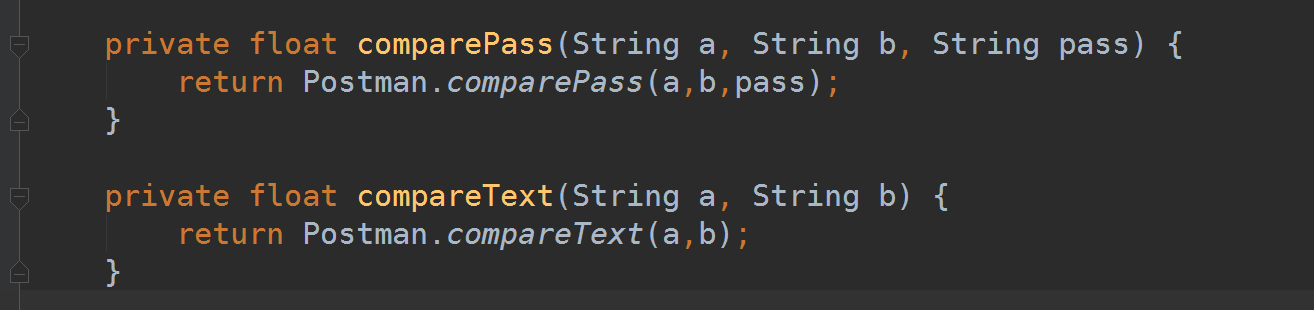 private float comparePass(String a, String b, String pass) {
    return Postman.comparePass(a,b,pass);
}
private float compareText(String a, String b) {
    return Postman.compareText(a,b);
}